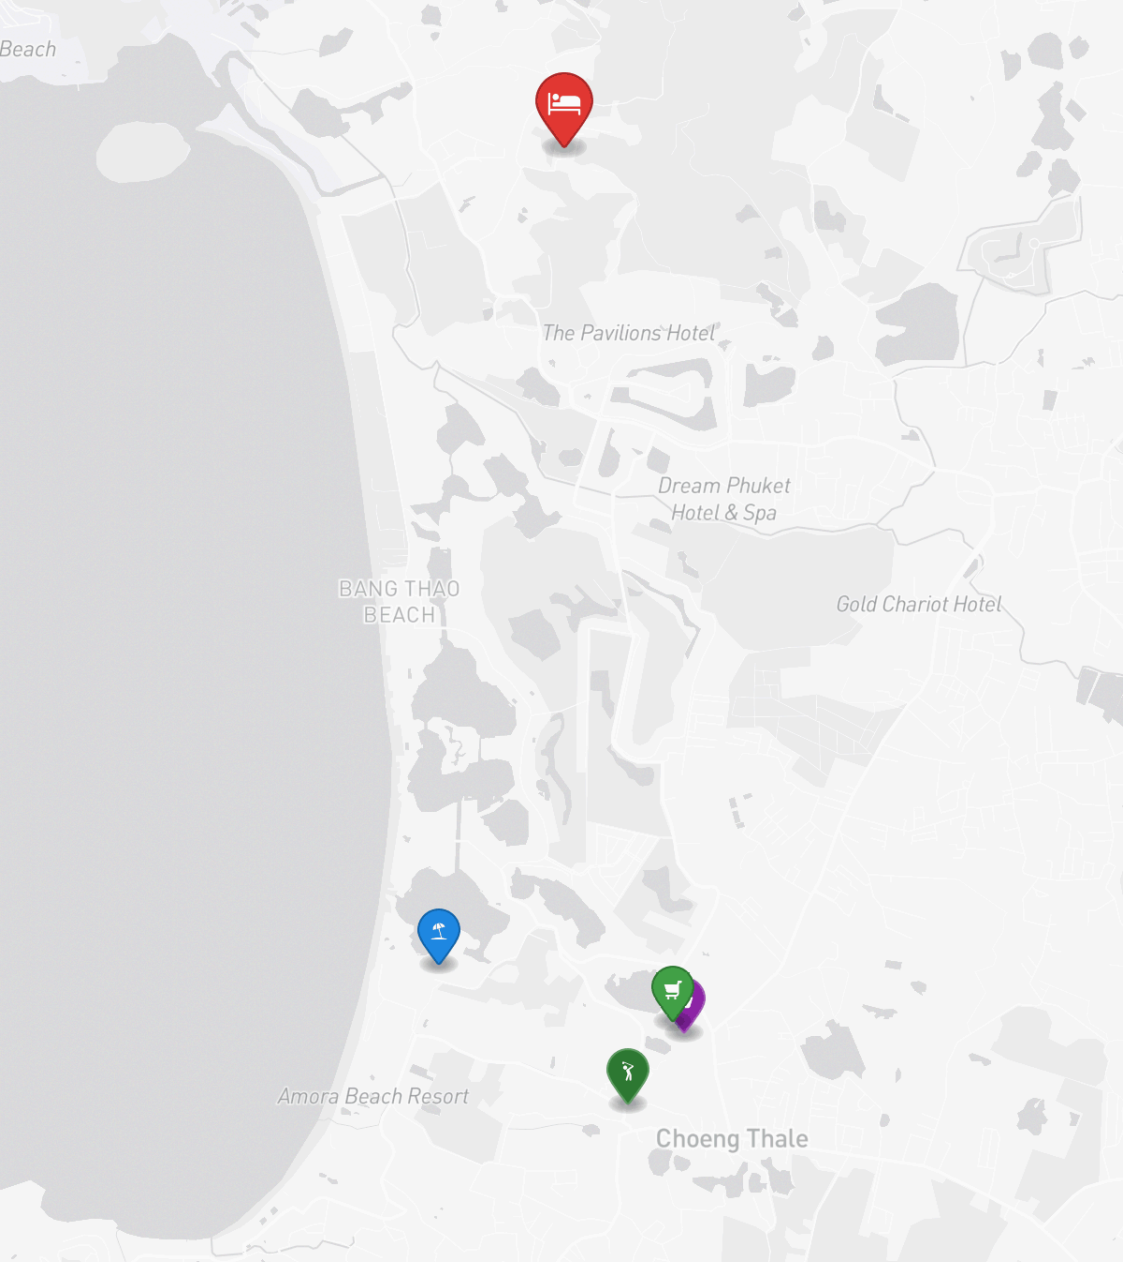 Beach
The Pavilions Hotel
Dream Phuket
Hotel & Spa
BANG THAO
BEACH
Gold Chariot Hotel
Amora Beach Resort
Choeng Thale